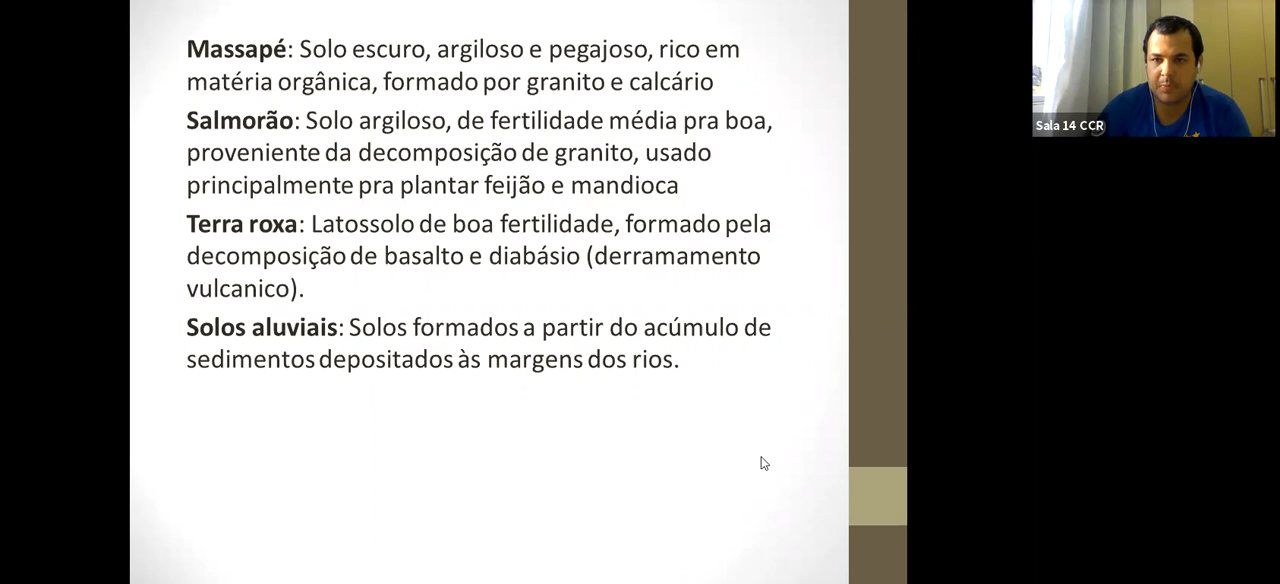 Massapé: Solo escuro, argiloso e pegajoso, rico em
matéria orgânica, formado por granito e calcário
Salmorão: Solo argiloso, de fertilidade média pra boa,
proveniente da decomposição de granito, usado
principalmente pra plantar feijão e mandioca
Terra roxa: Latossolo de boa fertilidade, formado pela
decomposição de basalto e diabásio (derramamento
vulcanico).
Solos aluviais: Solos formados a partir do acúmulo de
sedimentos depositados às margens dos rios.
Sala 14 CCR